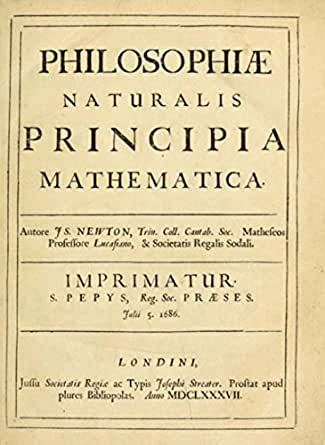 PHILOSOPHIÆ
NATURALIS
PRINCIPIA
MATHEMATICA.
Autore JS. NEWTON, Trin. Coll. Cantab. Soc. Matheseos
Professore Lucasiano, & Societatis Regalis Sodali.
IMPRIMATUR.
S. PEPYS, Reg. Soc. PRÆSES.
Julii 5. 1686.
LONDINI,
Jussu Societatis Regiæ ac Typis Josephi Streater. Prostat apud
plures Bibliopolas. Anno MDCLXXXVII.